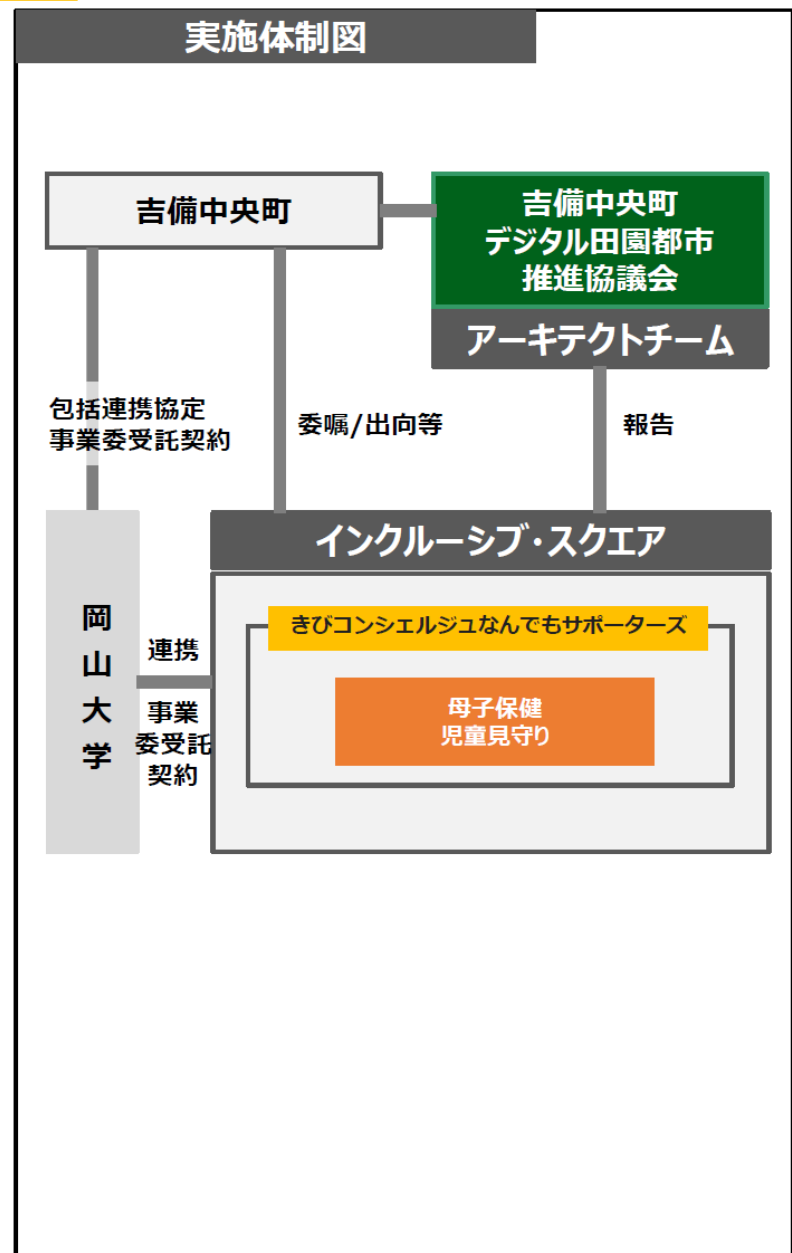 実施体制図
吉備中央町
吉備中央町
デジタル田園都市
推進協議会
アーキテクトチーム
包括連携協定
事業委受託契約
委嘱/出向等
報告
岡山大学
連携
事業
委受託
契約
インクルーシブ・スクエア
きびコンシェルジュなんでもサポーターズ
母子保健
児童見守り